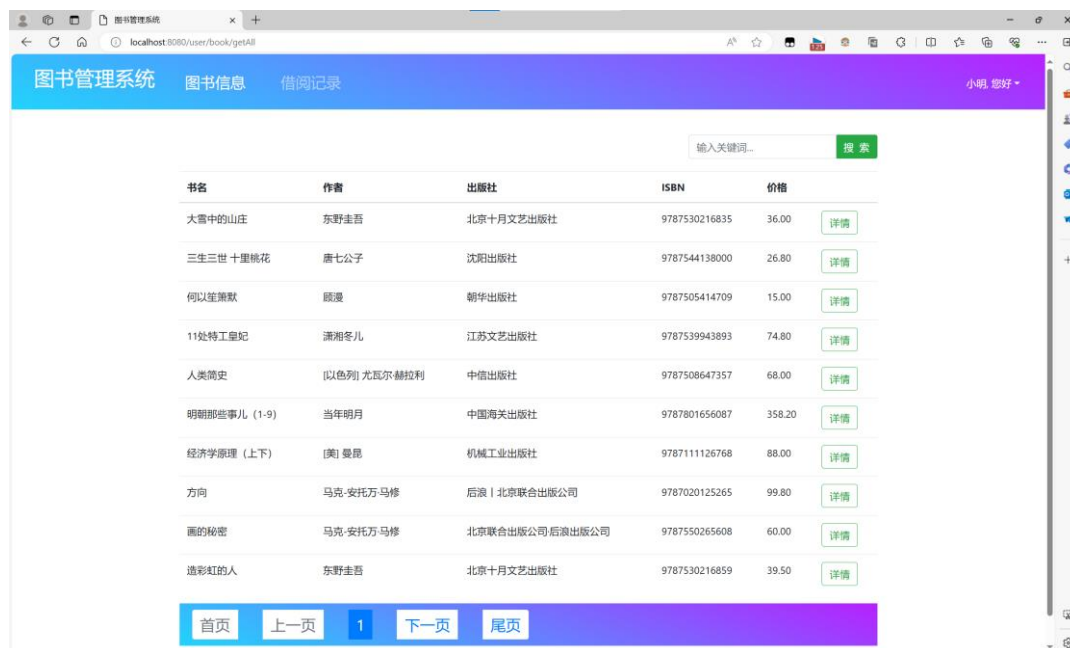 图书管理系统
localhost:8080/user/book/getAll
1:25
图书管理系统 图书信息 借阅记录 小明, 您好
输入关键词... 搜 索
书名 作者 出版社 ISBN 价格
大雪中的山庄 东野圭吾 北京十月文艺出版社 9787530216835 36.00 详情
三生三世 十里桃花 唐七公子 沈阳出版社 9787544138000 26.80 详情
何以笙箫默 顾漫 朝华出版社 9787505414709 15.00 详情
11处特工皇妃 潇湘冬儿 江苏文艺出版社 9787539943893 74.80 详情
人类简史 [以色列] 尤瓦尔·赫拉利 中信出版社 9787508647357 68.00 详情
明朝那些事儿（1-9） 当年明月 中国海关出版社 9787801656087 358.20 详情
经济学原理（上下） [美] 曼昆 机械工业出版社 9787111126768 88.00 详情
方向 马克-安托万·马修 后浪丨北京联合出版公司 9787020125265 99.80 详情
画的秘密 马克-安托万·马修 北京联合出版公司·后浪出版公司 9787550265608 60.00 详情
造彩虹的人 东野圭吾 北京十月文艺出版社 9787530216859 39.50 详情
首页 上一页 1 下一页 尾页